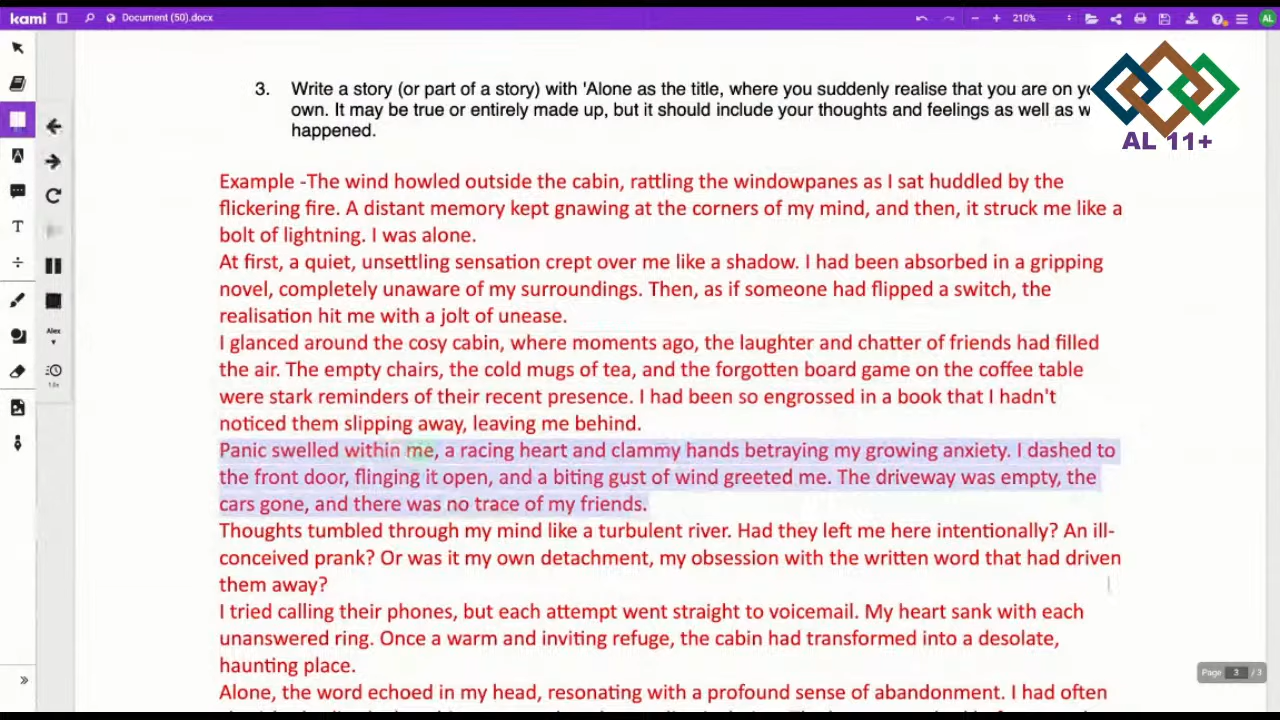 kami Document (50).docx 210% AL
3. Write a story (or part of a story) with 'Alone as the title, where you suddenly realise that you are on
own. It may be true or entirely made up, but it should include your thoughts and feelings as well as
happened.
AL 11+
Example -The wind howled outside the cabin, rattling the windowpanes as I sat huddled by the
flickering fire. A distant memory kept gnawing at the corners of my mind, and then, it struck me like a
bolt of lightning. I was alone.
At first, a quiet, unsettling sensation crept over me like a shadow. I had been absorbed in a gripping
novel, completely unaware of my surroundings. Then, as if someone had flipped a switch, the
realisation hit me with a jolt of unease.
I glanced around the cosy cabin, where moments ago, the laughter and chatter of friends had filled
the air. The empty chairs, the cold mugs of tea, and the forgotten board game on the coffee table
were stark reminders of their recent presence. I had been so engrossed in a book that I hadn't
noticed them slipping away, leaving me behind.
Panic swelled within me, a racing heart and clammy hands betraying my growing anxiety. I dashed to
the front door, flinging it open, and a biting gust of wind greeted me. The driveway was empty, the
cars gone, and there was no trace of my friends.
Thoughts tumbled through my mind like a turbulent river. Had they left me here intentionally? An ill-
conceived prank? Or was it my own detachment, my obsession with the written word that had driven
them away?
I tried calling their phones, but each attempt went straight to voicemail. My heart sank with each
unanswered ring. Once a warm and inviting refuge, the cabin had transformed into a desolate,
haunting place.
Alone, the word echoed in my head, resonating with a profound sense of abandonment. I had often
Alex
1.0x
Page 3 / 3